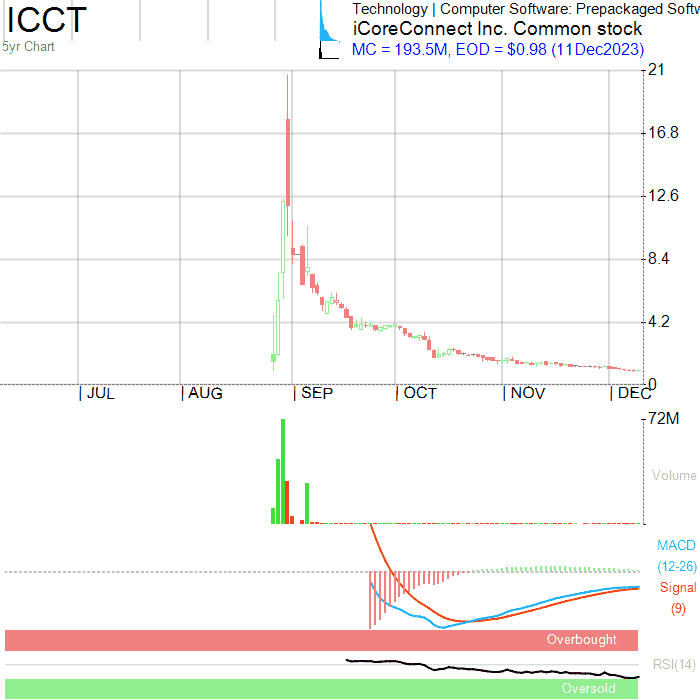 ICCT
5yr Chart
Technology | Computer Software: Prepackaged Softw
iCoreConnect Inc. Common stock
MC = 193.5M, EOD = $0.98 (11Dec2023)
21
16.8
12.6
8.4
4.2
0
| JUL | AUG | SEP | OCT | NOV | DEC
72M
Volume
MACD
(12-26)
Signal
(9)
Overbought
RSI(14)
Oversold